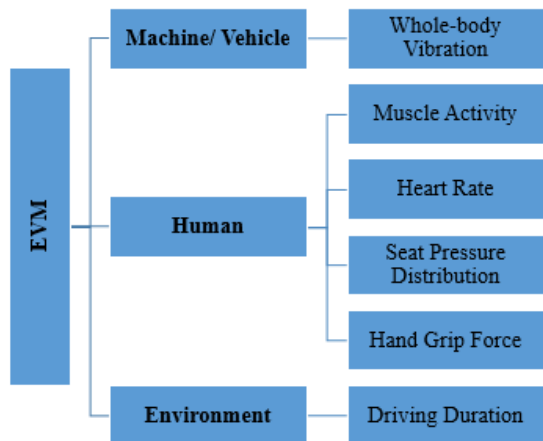 EVM
Machine/ Vehicle
Whole-body
Vibration
Human
Muscle Activity
Heart Rate
Seat Pressure
Distribution
Hand Grip Force
Environment
Driving Duration